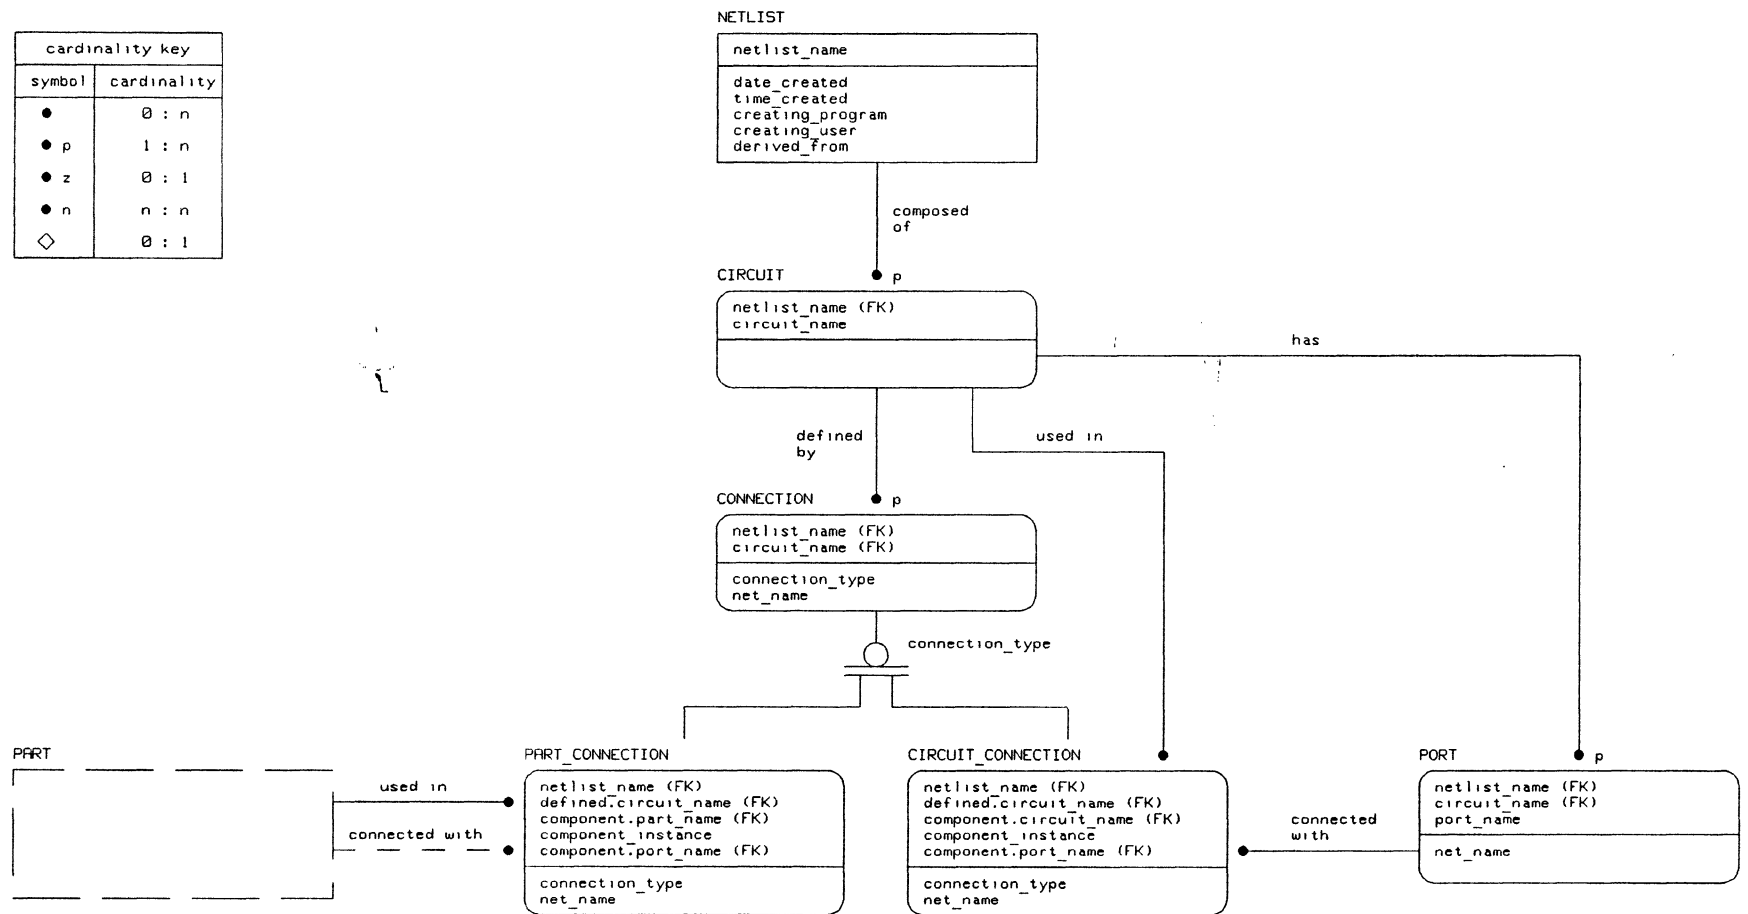 cardinality key
symbol cardinality
0 : n
p 1 : n
z 0 : 1
n n : n
0 : 1
NETLIST
netlist_name
date_created
time_created
creating_program
creating_user
derived_from
composed
of
CIRCUIT p
netlist_name (FK)
circuit_name
has
defined
by
used in
CONNECTION p
netlist_name (FK)
circuit_name (FK)
connection_type
net_name
connection_type
PART
used in
connected with
PART_CONNECTION
netlist_name (FK)
defined.circuit_name (FK)
component.part_name (FK)
component_instance
component.port_name (FK)
connection_type
net_name
CIRCUIT_CONNECTION
netlist_name (FK)
defined.circuit_name (FK)
component.circuit_name (FK)
component_instance
component.port_name (FK)
connection_type
net_name
connected
with
PORT p
netlist_name (FK)
circuit_name (FK)
port_name
net_name